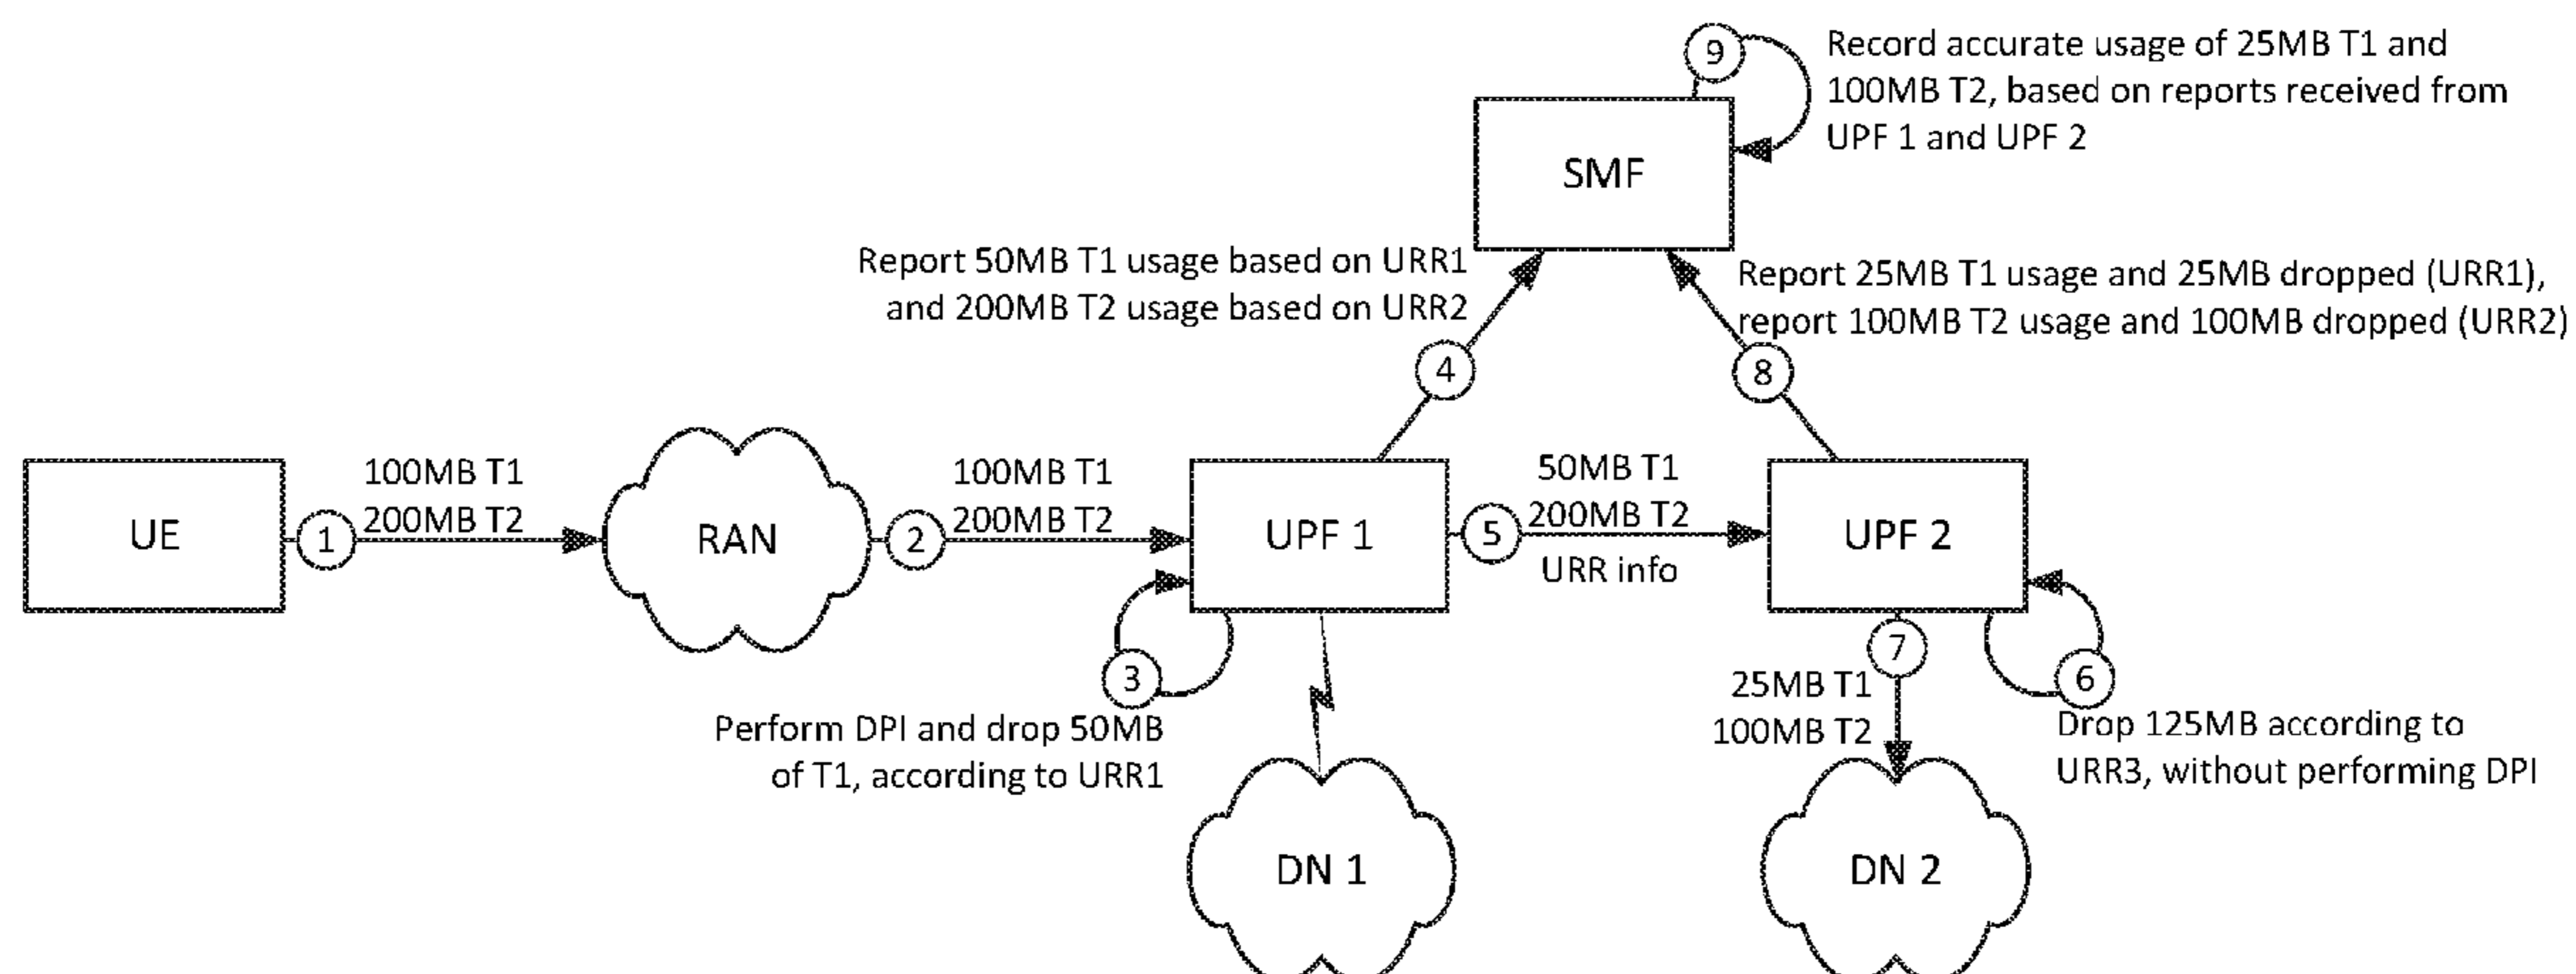 9
Record accurate usage of 25MB T1 and
100MB T2, based on reports received from
UPF 1 and UPF 2
SMF
Report 50MB T1 usage based on URR1
and 200MB T2 usage based on URR2
Report 25MB T1 usage and 25MB dropped (URR1),
report 100MB T2 usage and 100MB dropped (URR2)
4
8
UE
1
100MB T1
200MB T2
RAN
2
100MB T1
200MB T2
UPF 1
5
50MB T1
200MB T2
URR info
UPF 2
3
Perform DPI and drop 50MB
of T1, according to URR1
7
25MB T1
100MB T2
6
Drop 125MB according to
URR3, without performing DPI
DN 1
DN 2